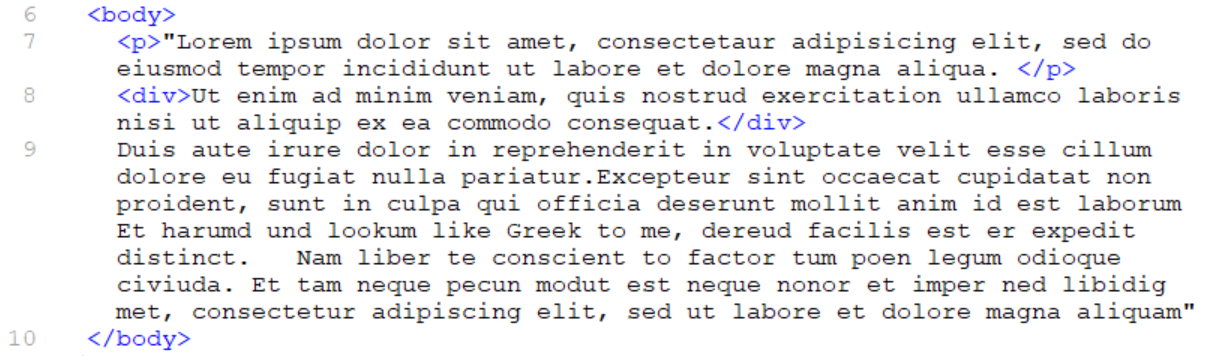 6 <body>
7 <p>"Lorem ipsum dolor sit amet, consectetaur adipisicing elit, sed do
eiusmod tempor incididunt ut labore et dolore magna aliqua. </p>
8 <div>Ut enim ad minim veniam, quis nostrud exercitation ullamco laboris
nisi ut aliquip ex ea commodo consequat.</div>
9 Duis aute irure dolor in reprehenderit in voluptate velit esse cillum
dolore eu fugiat nulla pariatur.Excepteur sint occaecat cupidatat non
proident, sunt in culpa qui officia deserunt mollit anim id est laborum
Et harumd und lookum like Greek to me, dereud facilis est er expedit
distinct.   Nam liber te conscient to factor tum poen legum odioque
civiuda. Et tam neque pecun modut est neque nonor et imper ned libidig
met, consectetur adipiscing elit, sed ut labore et dolore magna aliquam"
10 </body>